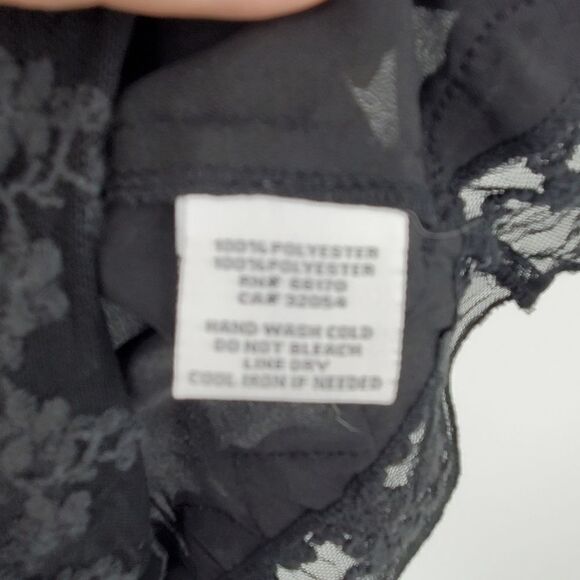 100% POLYESTER
100% POLYESTER
RN# 66170
CA# 32054
HAND WASH COLD
DO NOT BLEACH
LINE DRY
COOL IRON IF NEEDED